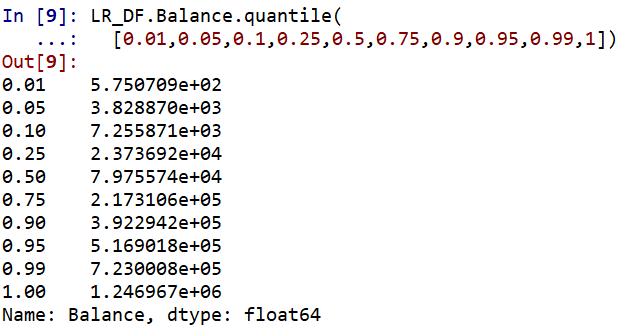 In [9]: LR_DF.Balance.quantile(
   ...:   [0.01,0.05,0.1,0.25,0.5,0.75,0.9,0.95,0.99,1])
Out[9]:
0.01    5.750709e+02
0.05    3.828870e+03
0.10    7.255871e+03
0.25    2.373692e+04
0.50    7.975574e+04
0.75    2.173106e+05
0.90    3.922942e+05
0.95    5.169018e+05
0.99    7.230008e+05
1.00    1.246967e+06
Name: Balance, dtype: float64